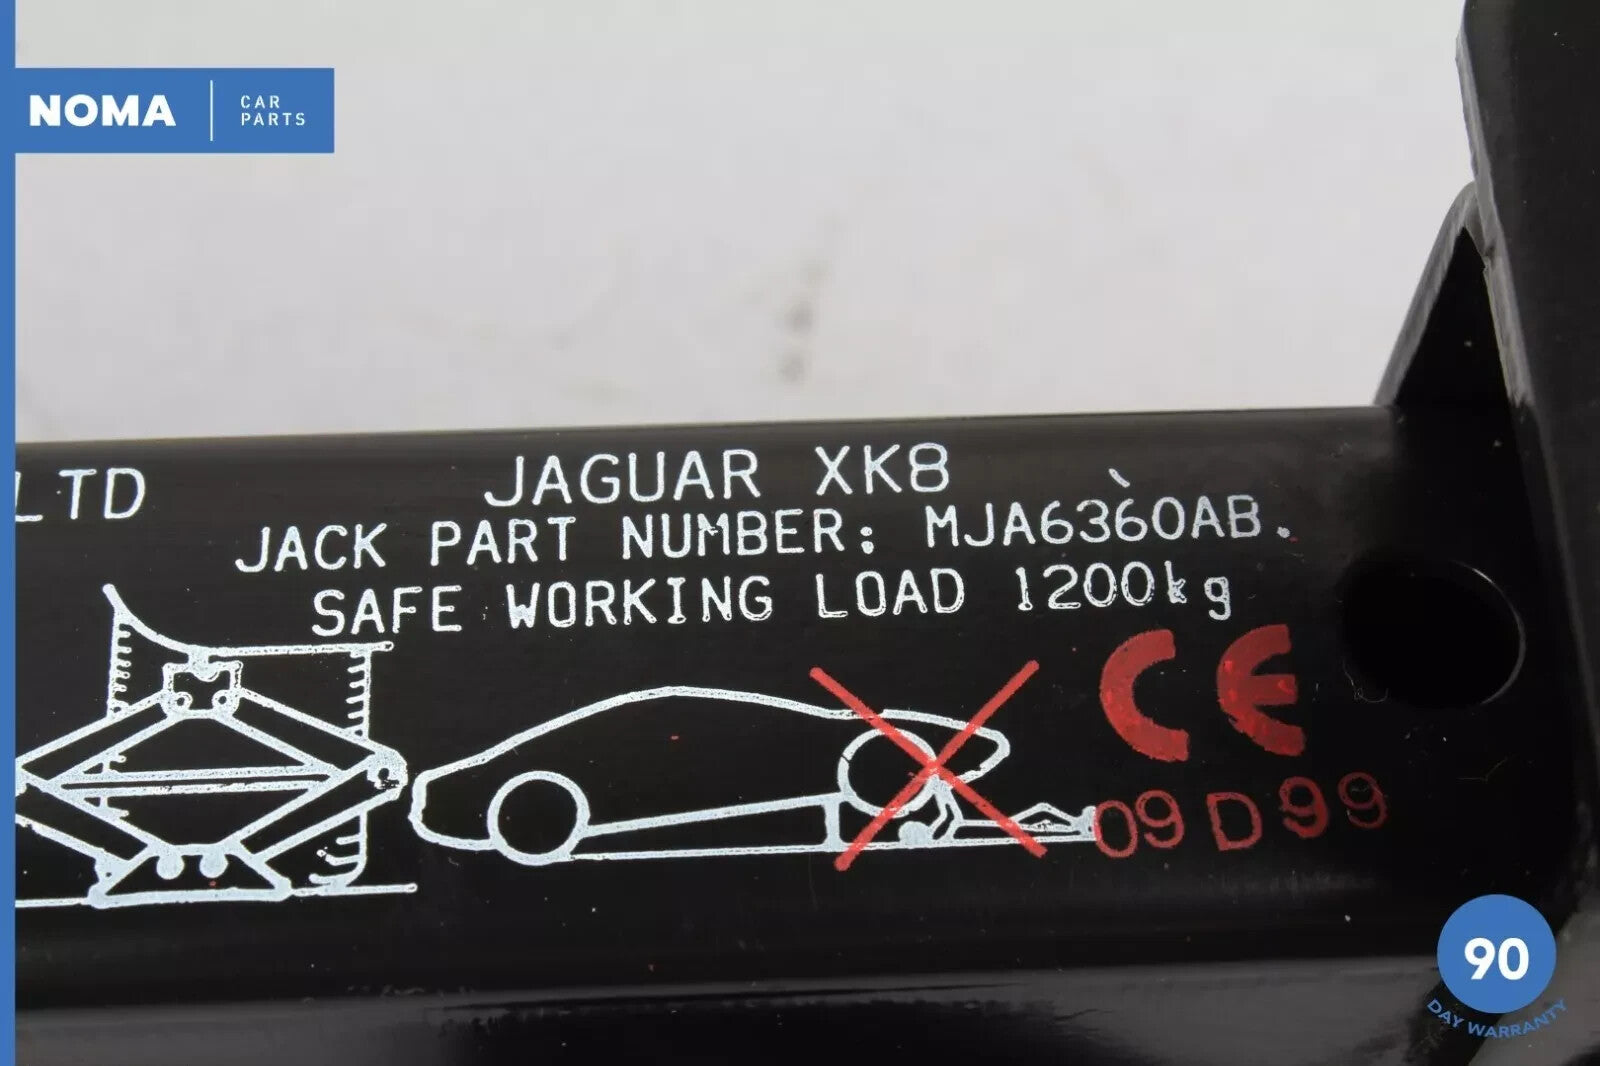 NOMA
CAR
PARTS
LTD
JAGUAR XK8
JACK PART NUMBER: MJA6360AB.
SAFE WORKING LOAD 1200kg
CE
09D99
90
DAY WARRANTY